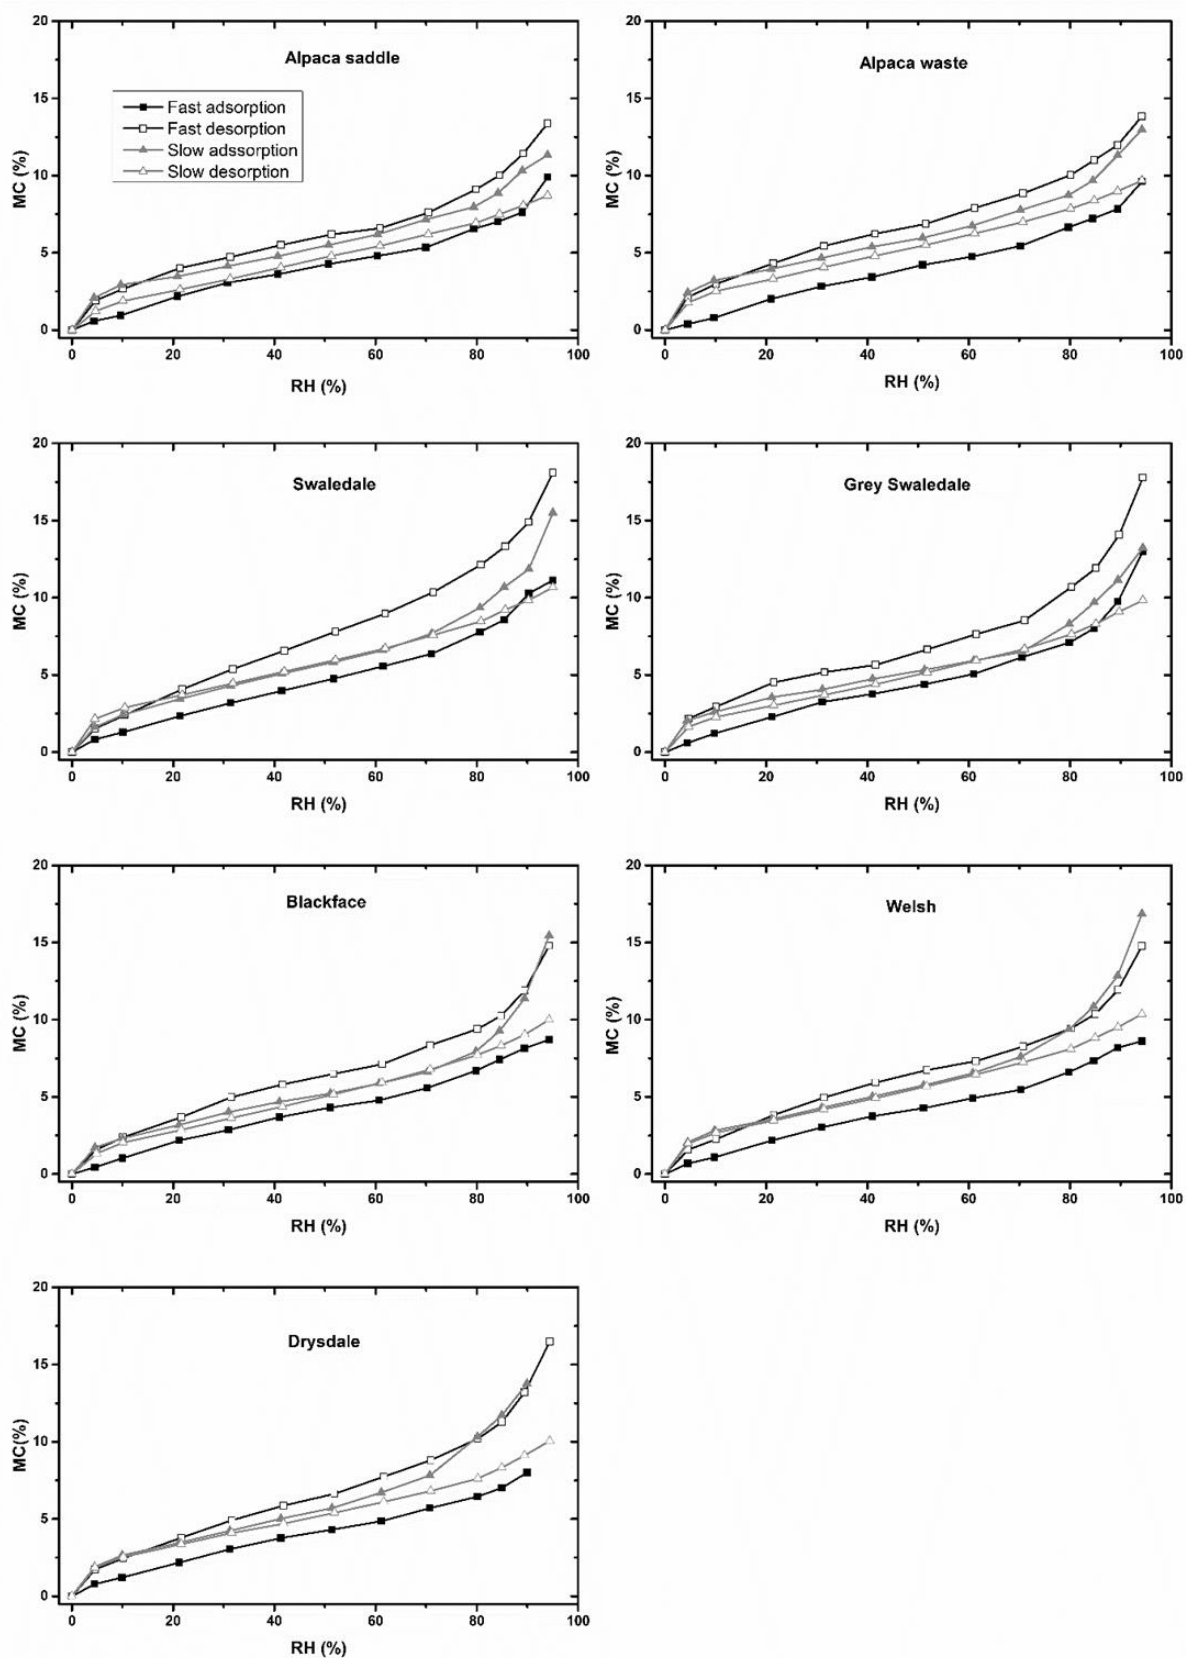 Alpaca saddle
Fast adsorption
Fast desorption
Slow adssorption
Slow desorption
MC (%)
20
15
10
5
0
0 20 40 60 80 100
RH (%)
Alpaca waste
MC (%)
20
15
10
5
0
0 20 40 60 80 100
RH (%)
Swaledale
MC (%)
20
15
10
5
0
0 20 40 60 80 100
RH (%)
Grey Swaledale
MC (%)
20
15
10
5
0
0 20 40 60 80 100
RH (%)
Blackface
MC (%)
20
15
10
5
0
0 20 40 60 80 100
RH (%)
Welsh
MC (%)
20
15
10
5
0
0 20 40 60 80 100
RH (%)
Drysdale
MC(%)
20
15
10
5
0
0 20 40 60 80 100
RH (%)